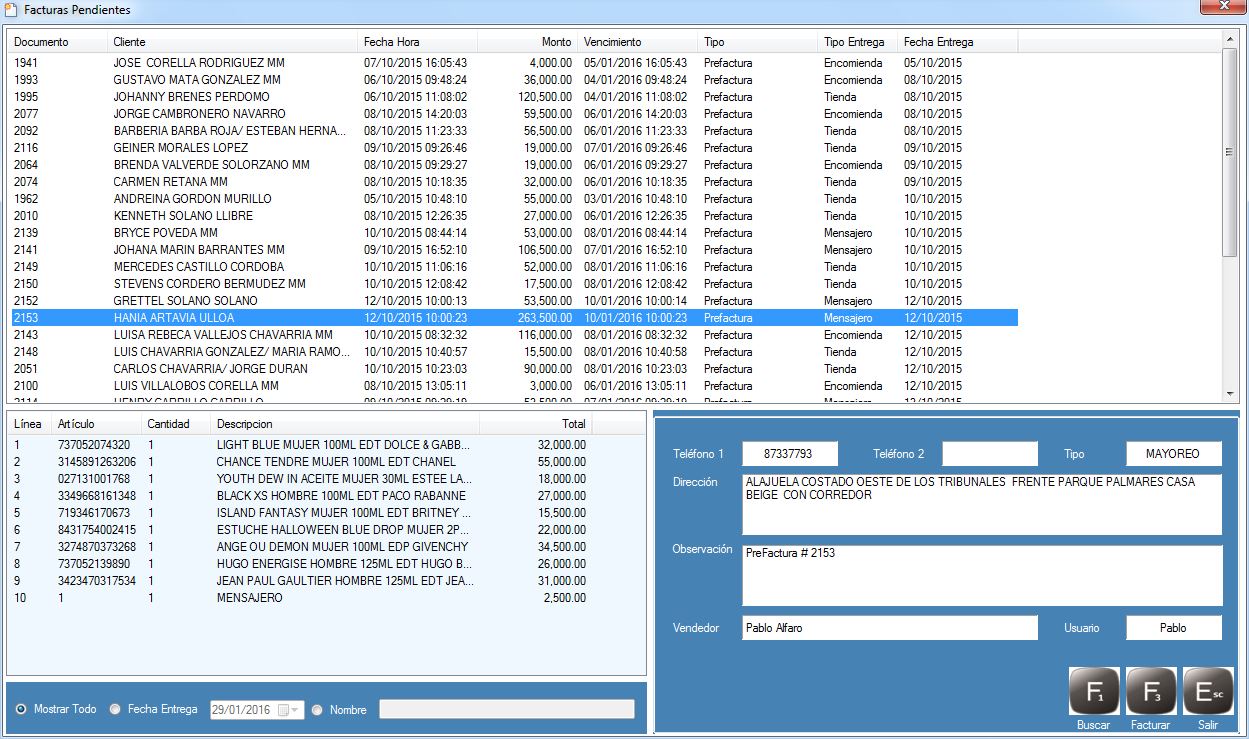 Facturas Pendientes
Documento Cliente Fecha Hora Monto Vencimiento Tipo Tipo Entrega Fecha Entrega
1941 JOSE CORELLA RODRIGUEZ MM 07/10/2015 16:05:43 4,000.00 05/01/2016 16:05:43 Prefactura Encomienda 05/10/2015
1993 GUSTAVO MATA GONZALEZ MM 06/10/2015 09:48:24 36,000.00 04/01/2016 09:48:24 Prefactura Encomienda 08/10/2015
1995 JOHANNY BRENES PERDOMO 06/10/2015 11:08:02 120,500.00 04/01/2016 11:08:02 Prefactura Tienda 08/10/2015
2077 JORGE CAMBRONERO NAVARRO 08/10/2015 14:20:03 59,500.00 06/01/2016 14:20:03 Prefactura Encomienda 08/10/2015
2092 BARBERIA BARBA ROJA/ ESTEBAN HERNA... 08/10/2015 11:23:33 56,500.00 06/01/2016 11:23:33 Prefactura Tienda 08/10/2015
2116 GEINER MORALES LOPEZ 09/10/2015 09:26:46 19,000.00 07/01/2016 09:26:46 Prefactura Tienda 09/10/2015
2064 BRENDA VALVERDE SOLORZANO MM 08/10/2015 09:29:27 19,000.00 06/01/2016 09:29:27 Prefactura Encomienda 09/10/2015
2074 CARMEN RETANA MM 08/10/2015 10:18:35 32,000.00 06/01/2016 10:18:35 Prefactura Tienda 09/10/2015
1962 ANDREINA GORDON MURILLO 05/10/2015 10:48:10 55,000.00 03/01/2016 10:48:10 Prefactura Tienda 10/10/2015
2010 KENNETH SOLANO LLIBRE 08/10/2015 12:26:35 27,000.00 06/01/2016 12:26:35 Prefactura Tienda 10/10/2015
2139 BRYCE POVEDA MM 10/10/2015 08:44:14 53,000.00 08/01/2016 08:44:14 Prefactura Mensajero 10/10/2015
2141 JOHANA MARIN BARRANTES MM 09/10/2015 16:52:10 106,500.00 07/01/2016 16:52:10 Prefactura Mensajero 10/10/2015
2149 MERCEDES CASTILLO CORDOBA 10/10/2015 11:06:16 52,000.00 08/01/2016 11:06:16 Prefactura Tienda 10/10/2015
2150 STEVENS CORDERO BERMUDEZ MM 10/10/2015 12:08:42 17,500.00 08/01/2016 12:08:42 Prefactura Tienda 10/10/2015
2152 GRETTEL SOLANO SOLANO 12/10/2015 10:00:13 53,500.00 10/01/2016 10:00:14 Prefactura Mensajero 12/10/2015
2153 HANIA ARTAVIA ULLOA 12/10/2015 10:00:23 263,500.00 10/01/2016 10:00:23 Prefactura Mensajero 12/10/2015
2143 LUISA REBECA VALLEJOS CHAVARRIA MM 10/10/2015 08:32:32 116,000.00 08/01/2016 08:32:32 Prefactura Encomienda 12/10/2015
2148 LUIS CHAVARRIA GONZALEZ/ MARIA RAMO... 10/10/2015 10:40:57 15,500.00 08/01/2016 10:40:58 Prefactura Tienda 12/10/2015
2051 CARLOS CHAVARRIA/ JORGE DURAN 10/10/2015 10:23:03 90,000.00 08/01/2016 10:23:03 Prefactura Tienda 12/10/2015
2100 LUIS VILLALOBOS CORELLA MM 08/10/2015 13:05:11 3,000.00 06/01/2016 13:05:11 Prefactura Encomienda 12/10/2015
Línea Artículo Cantidad Descripcion Total
1 737052074320 1 LIGHT BLUE MUJER 100ML EDT DOLCE & GABB... 32,000.00
2 3145891263206 1 CHANCE TENDRE MUJER 100ML EDT CHANEL 55,000.00
3 027131001768 1 YOUTH DEW IN ACEITE MUJER 30ML ESTEE LA... 18,000.00
4 3349668161348 1 BLACK XS HOMBRE 100ML EDT PACO RABANNE 27,000.00
5 719346170673 1 ISLAND FANTASY MUJER 100ML EDT BRITNEY ... 15,500.00
6 8431754002415 1 ESTUCHE HALLOWEEN BLUE DROP MUJER 2P... 22,000.00
7 3274870373268 1 ANGE OU DEMON MUJER 100ML EDP GIVENCHY 34,500.00
8 737052139890 1 HUGO ENERGISE HOMBRE 125ML EDT HUGO B... 26,000.00
9 3423470317534 1 JEAN PAUL GAULTIER HOMBRE 125ML EDT JEA... 31,000.00
10 1 1 MENSAJERO 2,500.00
Mostrar Todo Fecha Entrega 29/01/2016 Nombre
Teléfono 1 87337793 Teléfono 2 Tipo MAYOREO
Dirección ALAJUELA COSTADO OESTE DE LOS TRIBUNALES FRENTE PARQUE PALMARES CASA
BEIGE CON CORREDOR
Observación PreFactura # 2153
Vendedor Pablo Alfaro Usuario Pablo
F1 F3 Esc
Buscar Facturar Salir